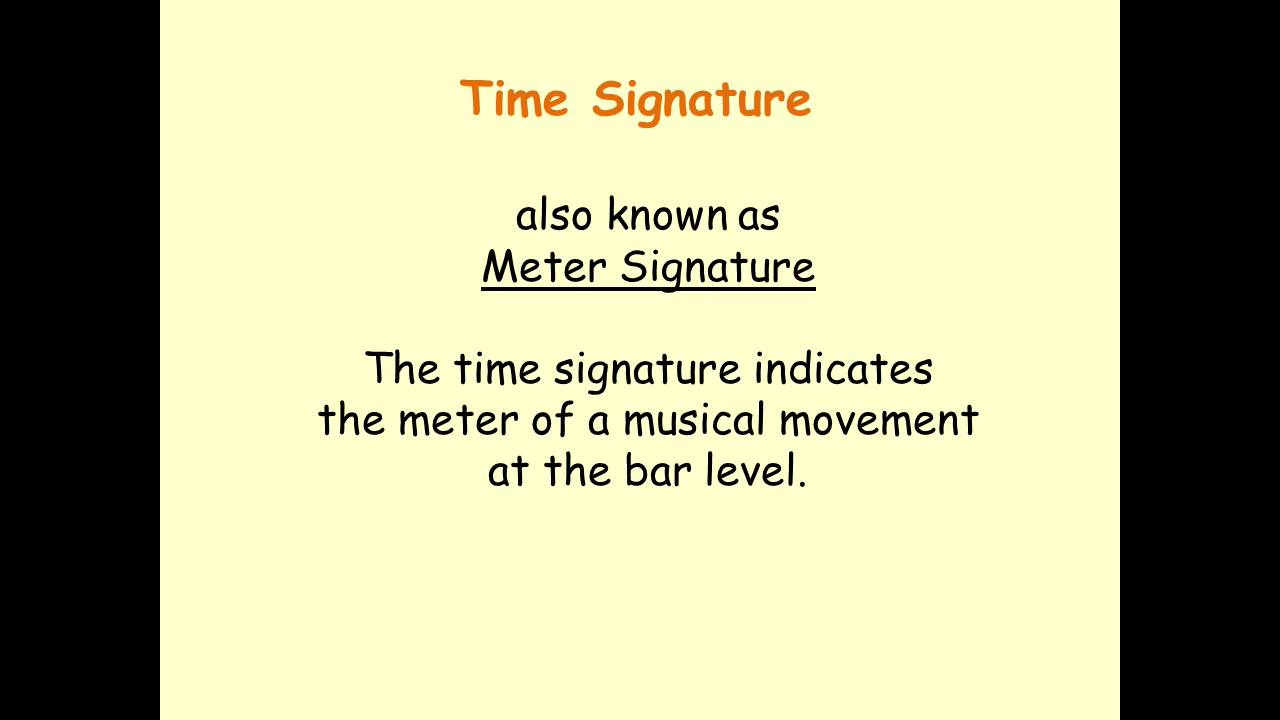 Time Signature
also known as
Meter Signature
The time signature indicates
the meter of a musical movement
at the bar level.